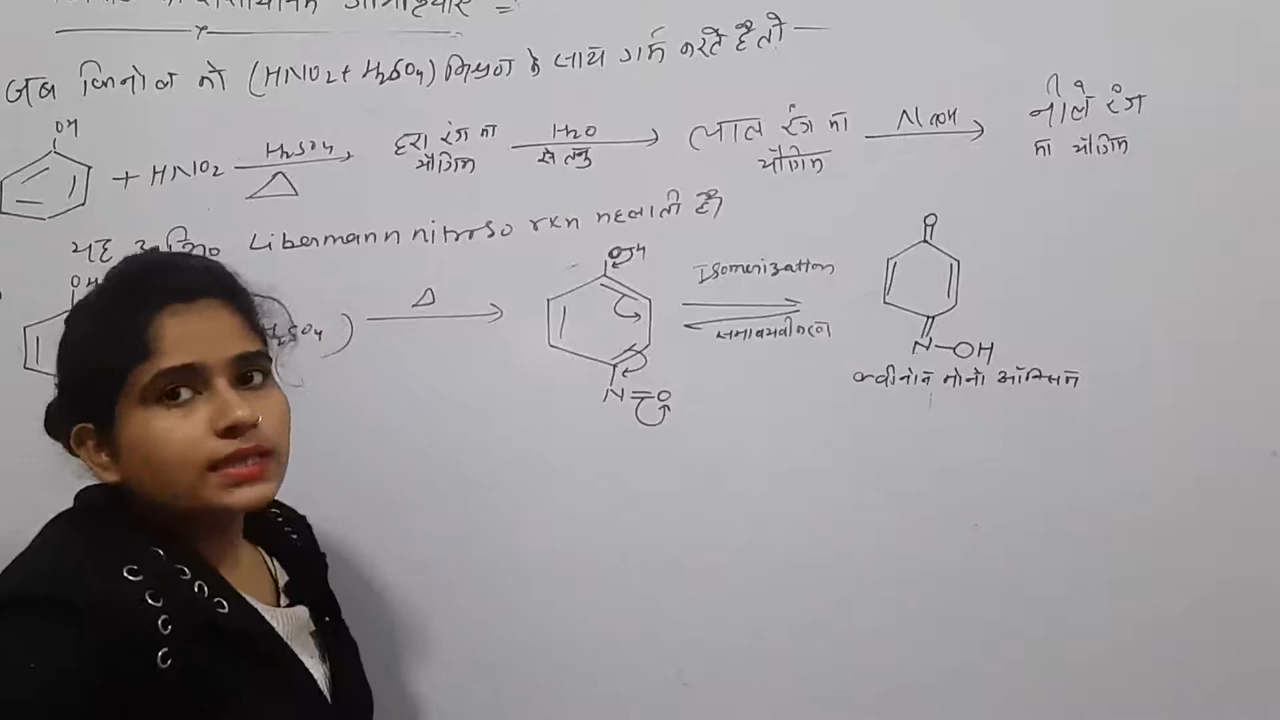 जब फिनोल को (HNO2 + H2SO4) मिश्रण के साथ गर्म करते है तो —
OH
+ HNO2 H2SO4 △ हरा रंग का यौगिक H2O से तनु लाल रंग का यौगिक NaOH नीले रंग का यौगिक
यह Libermann nitroso rxn कहलाती है।
OH H2SO4) △ OH N=O Isomerization समावयवीकरण O N-OH
क्वीनोन मोनो ऑक्सिम